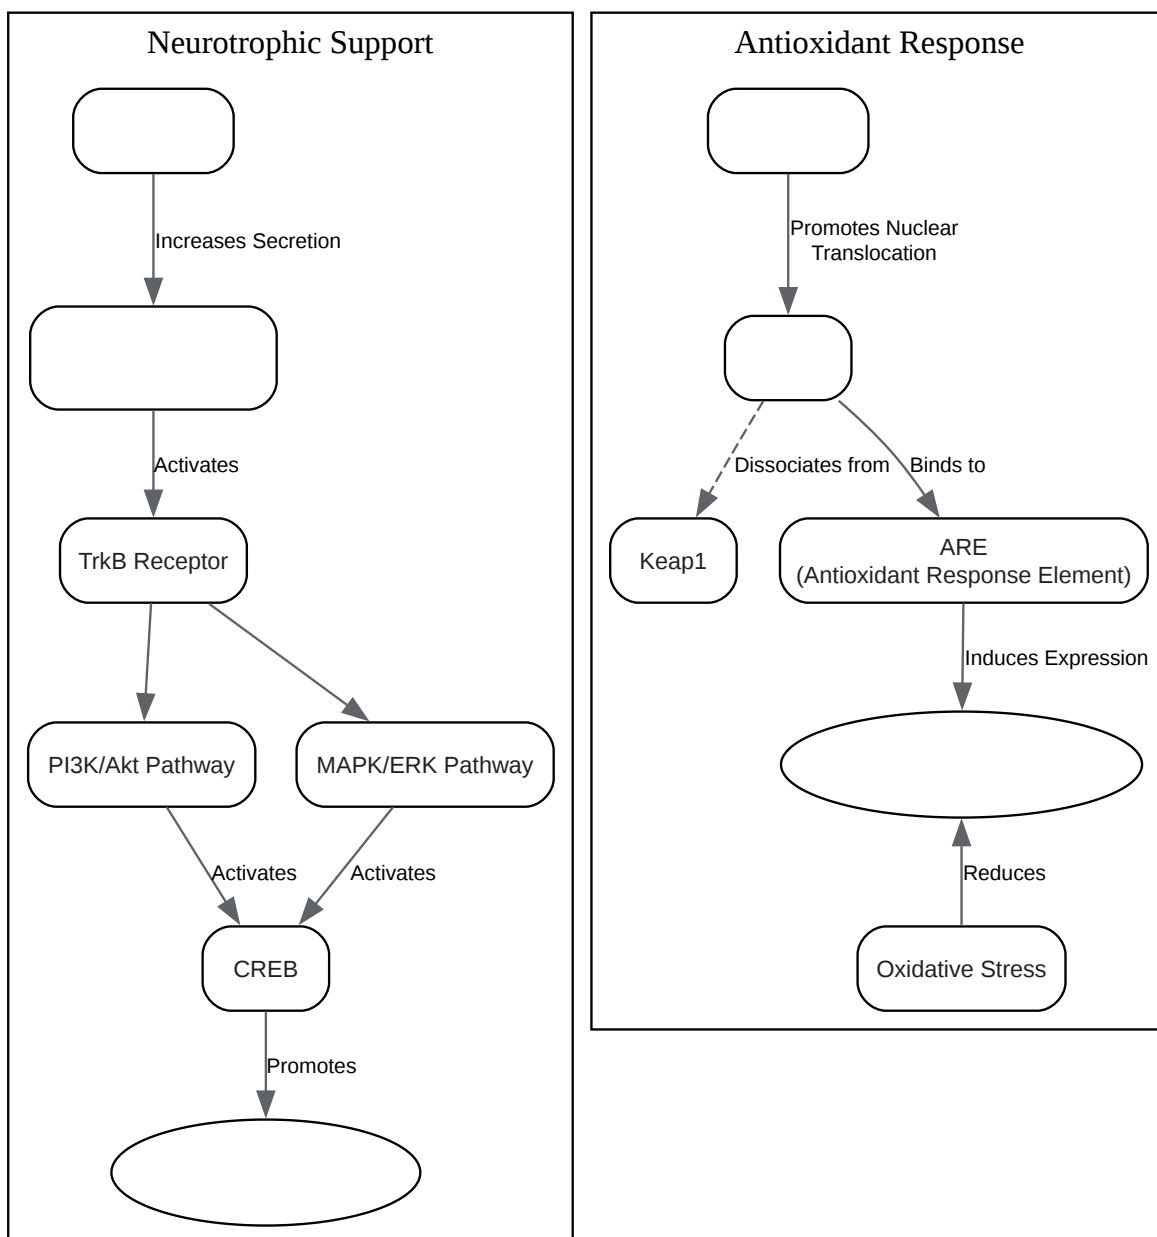 Neurotrophic Support
Increases Secretion
Activates
TrkB Receptor
PI3K/Akt Pathway
MAPK/ERK Pathway
Activates
Activates
CREB
Promotes
Antioxidant Response
Promotes Nuclear
Translocation
Dissociates from
Binds to
Keap1
ARE
(Antioxidant Response Element)
Induces Expression
Reduces
Oxidative Stress